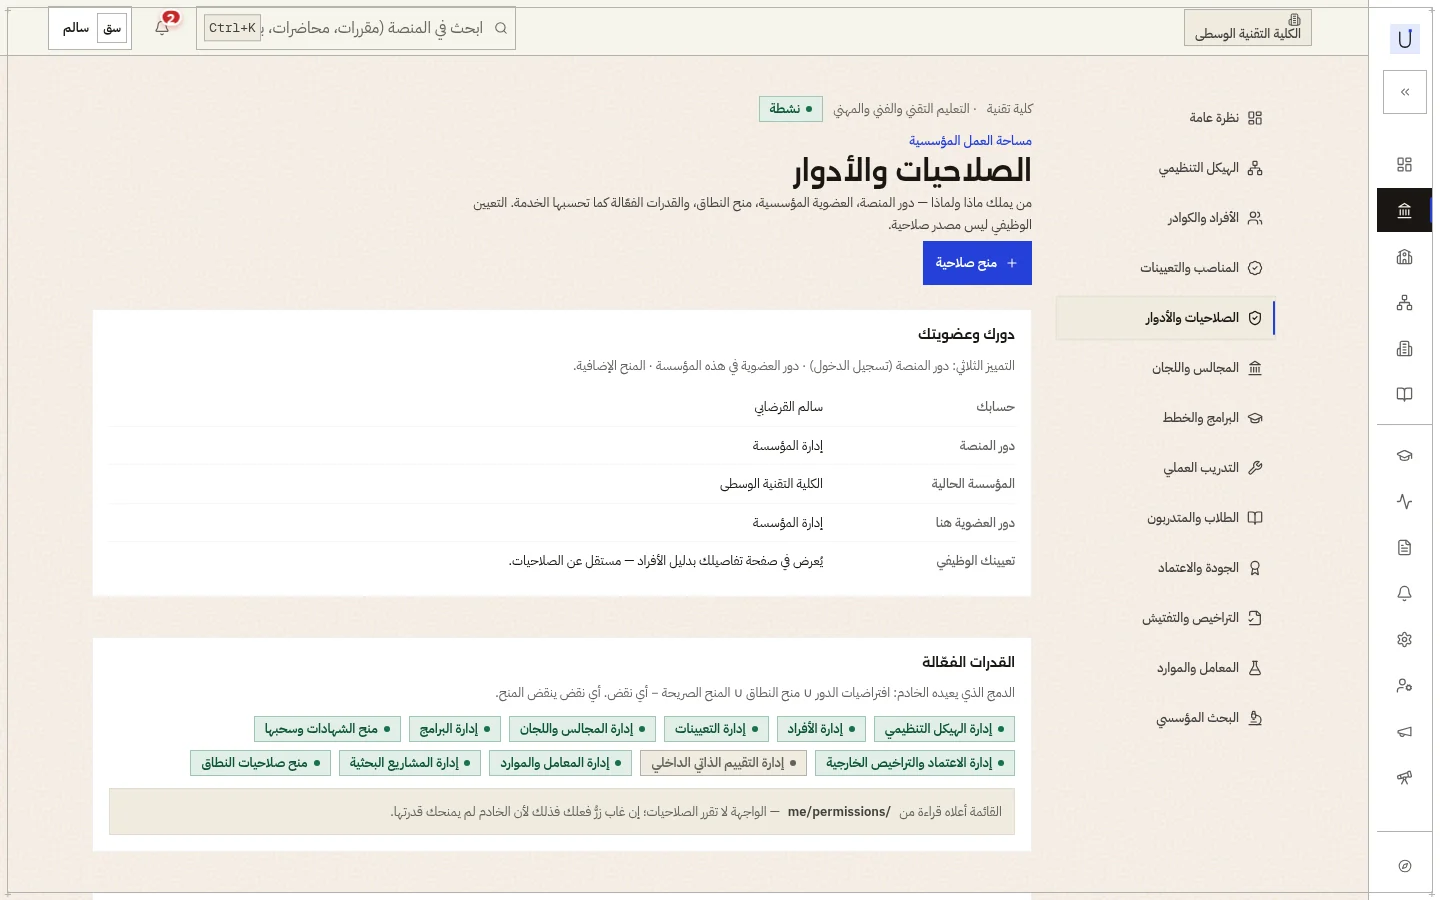 الكلية التقنية الوسطى
ابحث في المنصة (مقررات، محاضرات، ب
Ctrl+K
2
سق
سالم
نظرة عامة
الهيكل التنظيمي
الأفراد والكوادر
المناصب والتعيينات
الصلاحيات والأدوار
المجالس واللجان
البرامج والخطط
التدريب العملي
الطلاب والمتدربون
الجودة والاعتماد
التراخيص والتفتيش
المعامل والموارد
البحث المؤسسي
كلية تقنية · التعليم التقني والفني والمهني
نشطة
مساحة العمل المؤسسية
الصلاحيات والأدوار
من يملك ماذا ولماذا — دور المنصة، العضوية المؤسسية، منح النطاق، والقدرات الفعّالة كما تحسبها الخدمة. التعيين
الوظيفي ليس مصدر صلاحية.
منح صلاحية
دورك وعضويتك
التمييز الثلاثي: دور المنصة (تسجيل الدخول) · دور العضوية في هذه المؤسسة · المنح الإضافية.
حسابك
سالم القرضابي
دور المنصة
إدارة المؤسسة
المؤسسة الحالية
الكلية التقنية الوسطى
دور العضوية هنا
إدارة المؤسسة
تعيينك الوظيفي
يُعرض في صفحة تفاصيلك بدليل الأفراد — مستقل عن الصلاحيات.
القدرات الفعّالة
الدمج الذي يعيده الخادم: افتراضيات الدور ∪ منح النطاق ∪ المنح الصريحة − أي نقض. أي نقض ينقض المنح.
إدارة الهيكل التنظيمي
إدارة الأفراد
إدارة التعيينات
إدارة المجالس واللجان
إدارة البرامج
منح الشهادات وسحبها
إدارة الاعتماد والتراخيص الخارجية
إدارة التقييم الذاتي الداخلي
إدارة المعامل والموارد
إدارة المشاريع البحثية
منح صلاحيات النطاق
القائمة أعلاه قراءة من me/permissions/ — الواجهة لا تقرر الصلاحيات؛ إن غاب زرٌّ فعلك فذلك لأن الخادم لم يمنحك قدرتها.